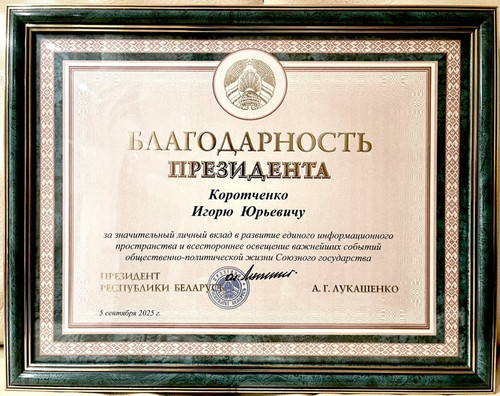 БЛАГОДАРНОСТЬ
ПРЕЗИДЕНТА
Коротченко
Игорю Юрьевичу
за значительный личный вклад в развитие единого информационного
пространства и всестороннее освещение важнейших событий
общественно-политической жизни Союзного государства
ПРЕЗИДЕНТ
РЕСПУБЛИКИ БЕЛАРУСЬ А. Г. ЛУКАШЕНКО
5 сентября 2025 г.